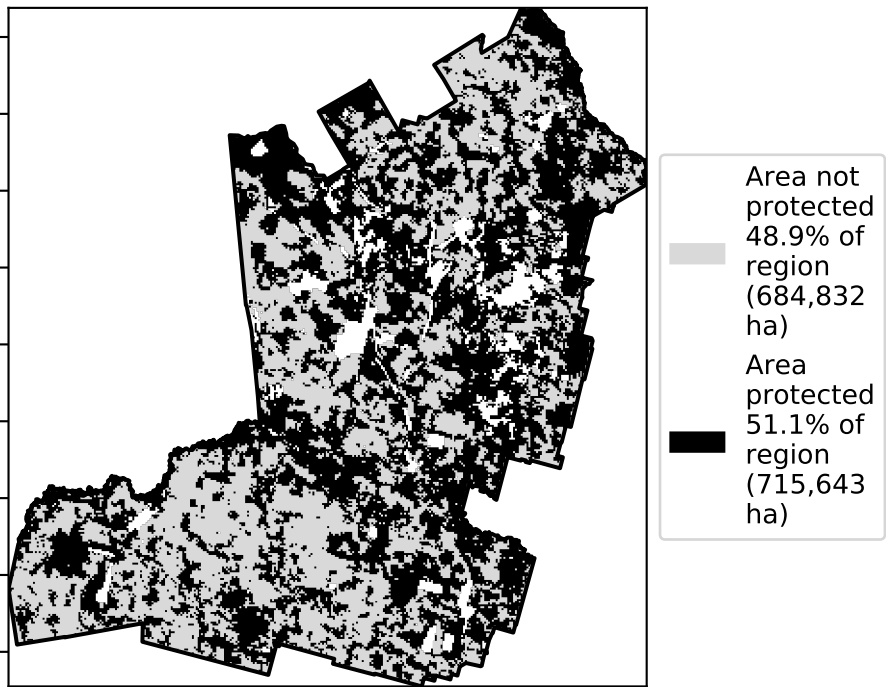 Area not
protected
48.9% of
region
(684,832
ha)
Area
protected
51.1% of
region
(715,643
ha)